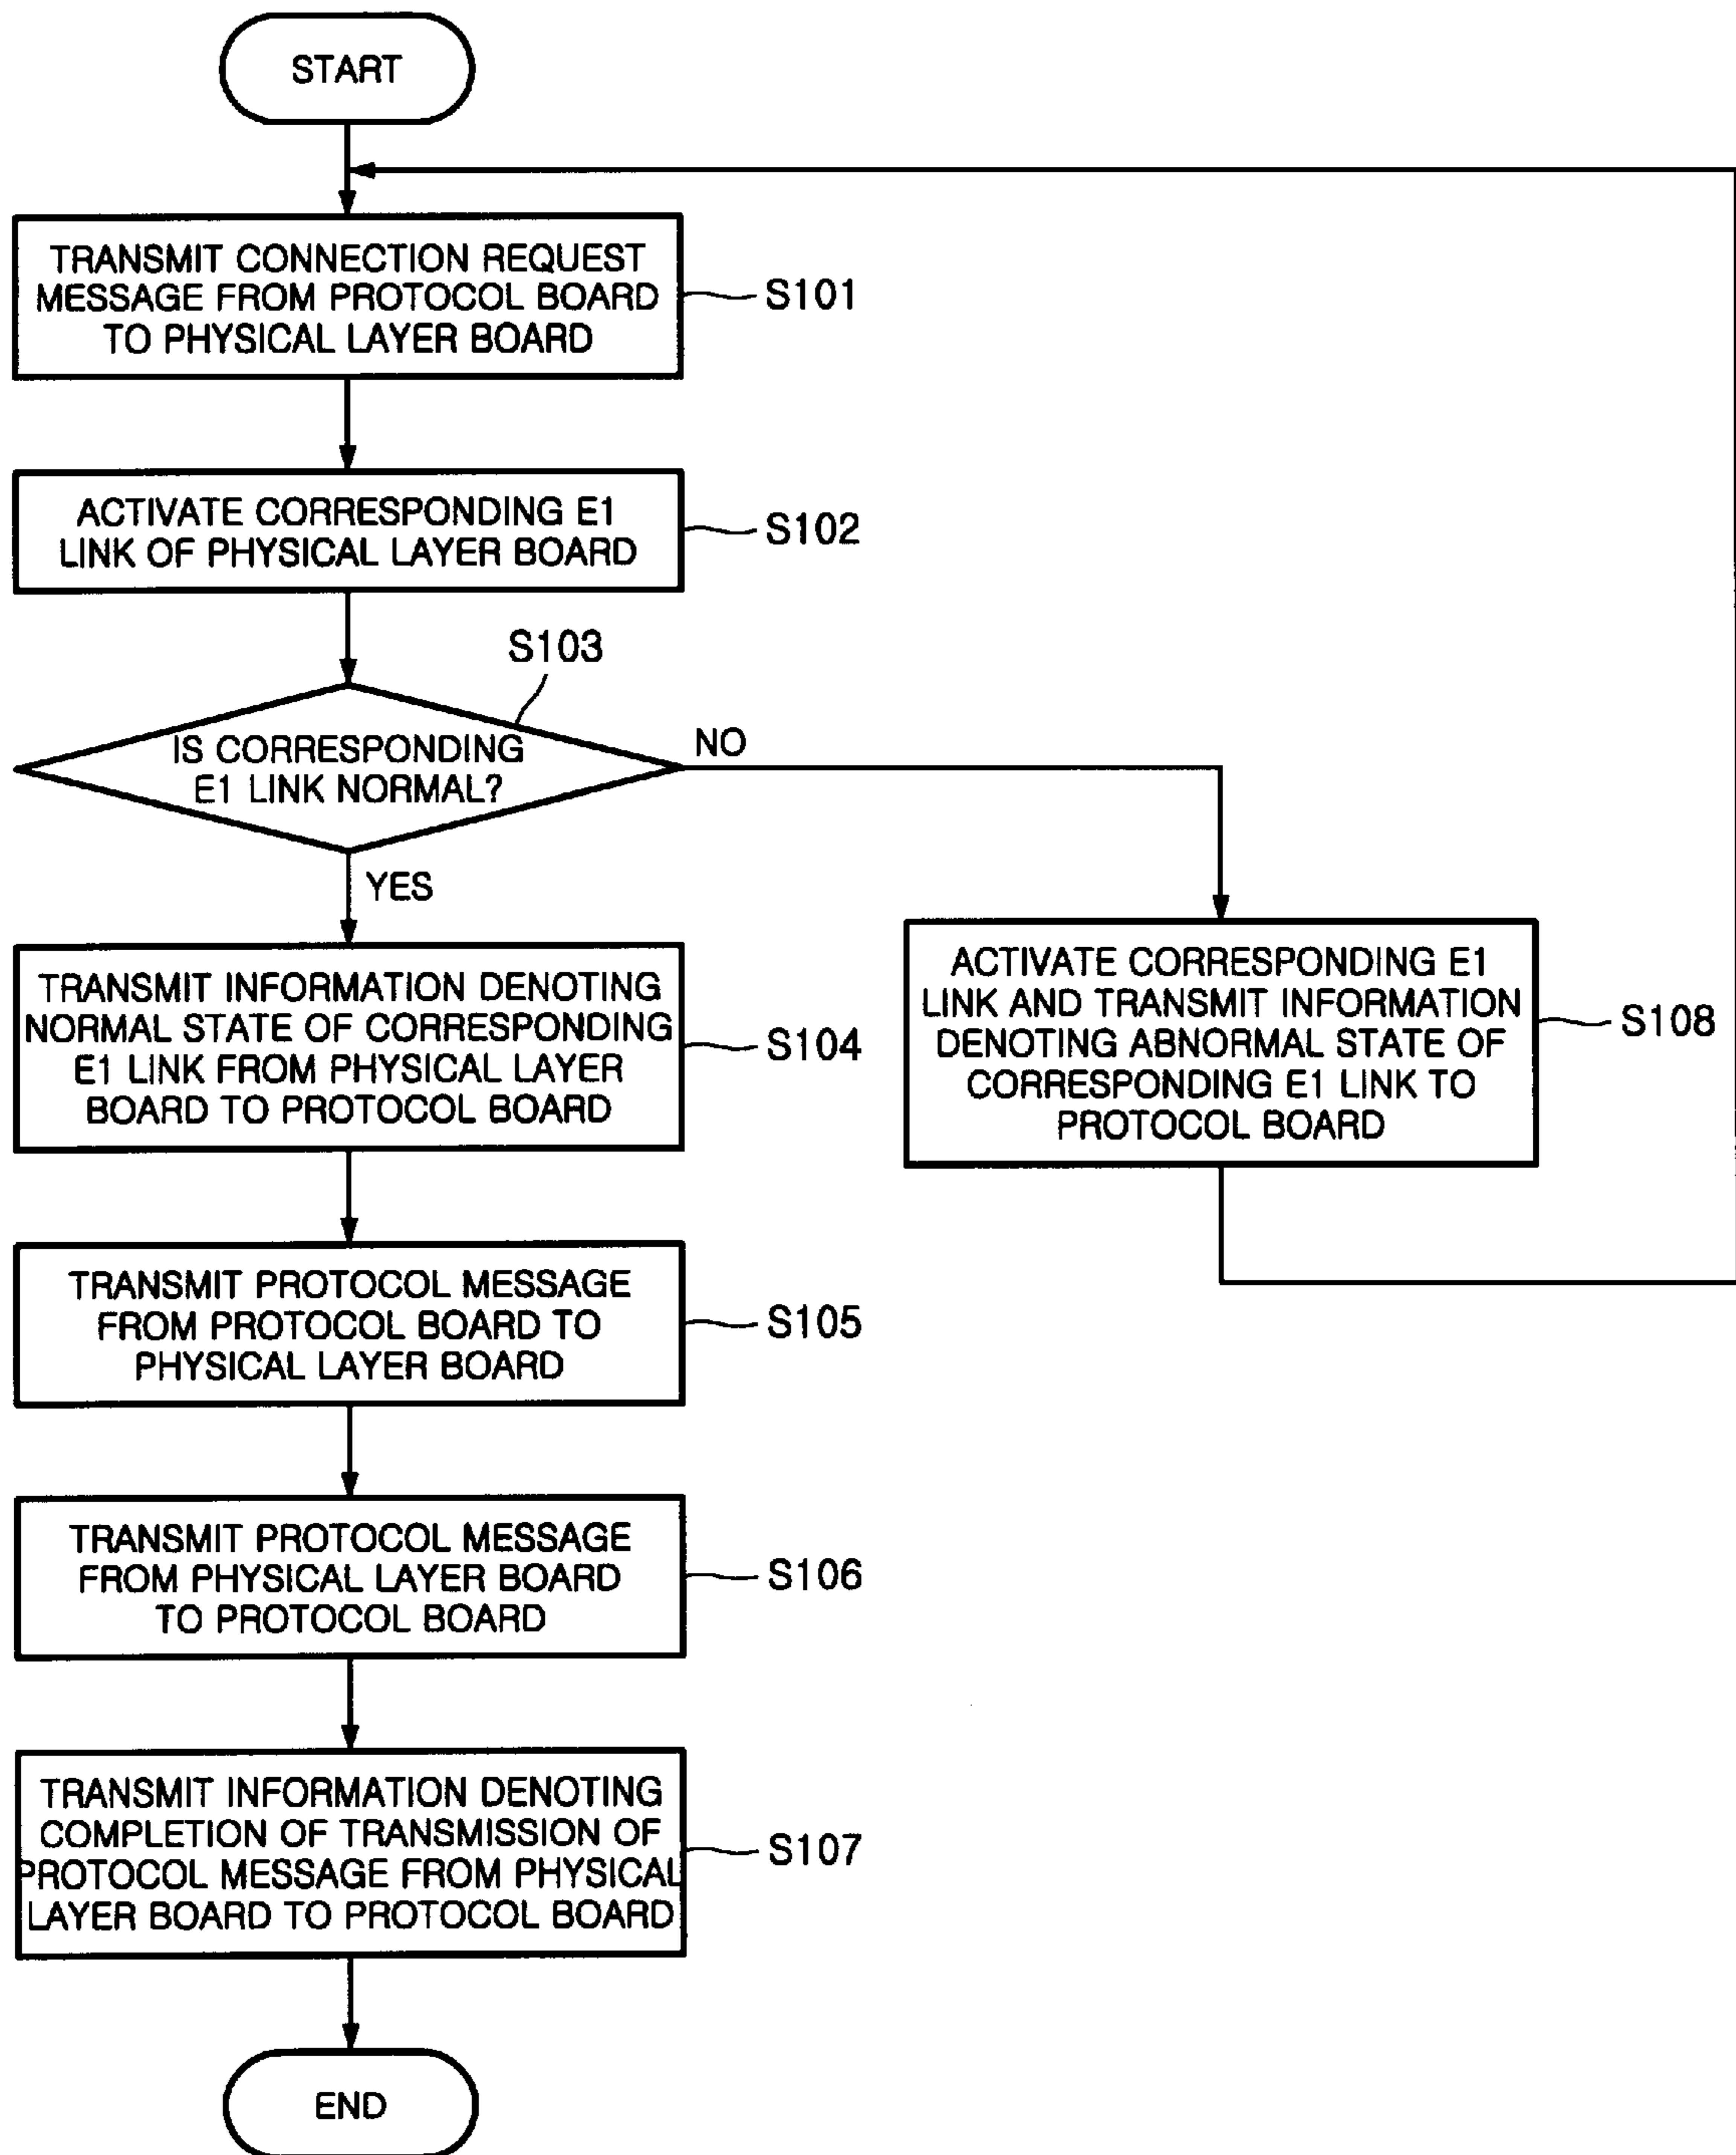 START
TRANSMIT CONNECTION REQUEST
MESSAGE FROM PROTOCOL BOARD
TO PHYSICAL LAYER BOARD
S101
ACTIVATE CORRESPONDING E1
LINK OF PHYSICAL LAYER BOARD
S102
S103
IS CORRESPONDING
E1 LINK NORMAL?
NO
YES
TRANSMIT INFORMATION DENOTING
NORMAL STATE OF CORRESPONDING
E1 LINK FROM PHYSICAL LAYER
BOARD TO PROTOCOL BOARD
S104
ACTIVATE CORRESPONDING E1
LINK AND TRANSMIT INFORMATION
DENOTING ABNORMAL STATE OF
CORRESPONDING E1 LINK TO
PROTOCOL BOARD
S108
TRANSMIT PROTOCOL MESSAGE
FROM PROTOCOL BOARD TO
PHYSICAL LAYER BOARD
S105
TRANSMIT PROTOCOL MESSAGE
FROM PHYSICAL LAYER BOARD
TO PROTOCOL BOARD
S106
TRANSMIT INFORMATION DENOTING
COMPLETION OF TRANSMISSION OF
PROTOCOL MESSAGE FROM PHYSICAL
LAYER BOARD TO PROTOCOL BOARD
S107
END